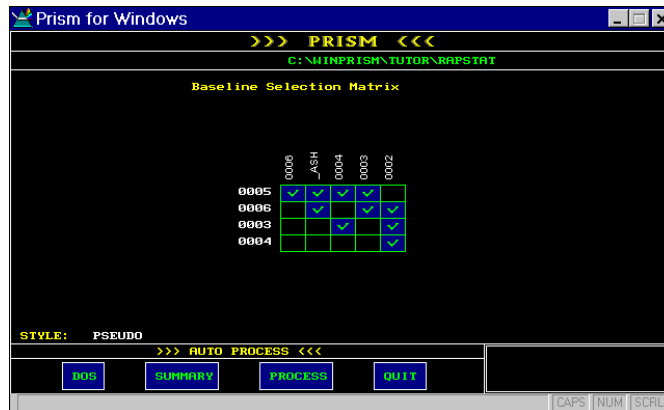 Prism for Windows
>>> PRISM <<<
C:\WINPRISM\TUTOR\RAPSTAT
Baseline Selection Matrix
0006 _ASH 0004 0003 0002
0005
0006
0003
0004
STYLE: PSEUDO
>>> AUTO PROCESS <<<
DOS SUMMARY PROCESS QUIT
CAPS NUM SCRL